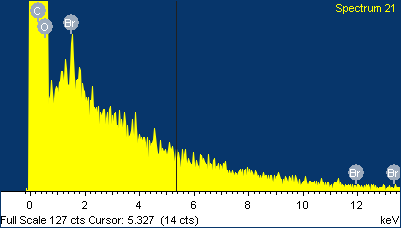 Spectrum 21
C
O
Br
Br
Br
0 2 4 6 8 10 12
Full Scale 127 cts Cursor: 5.327 (14 cts) keV